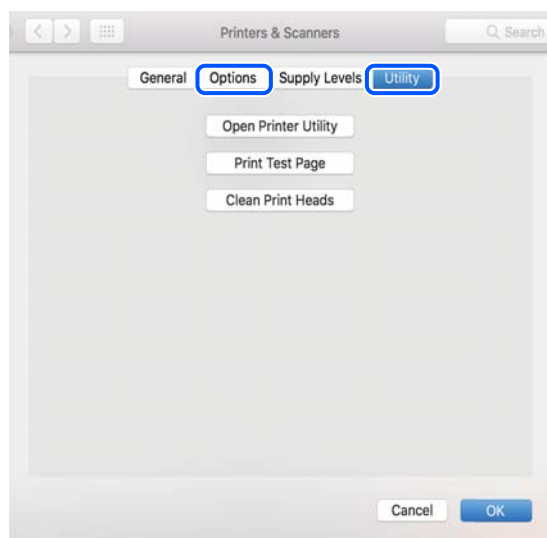 Printers & Scanners Search
General Options Supply Levels Utility
Open Printer Utility
Print Test Page
Clean Print Heads
Cancel OK